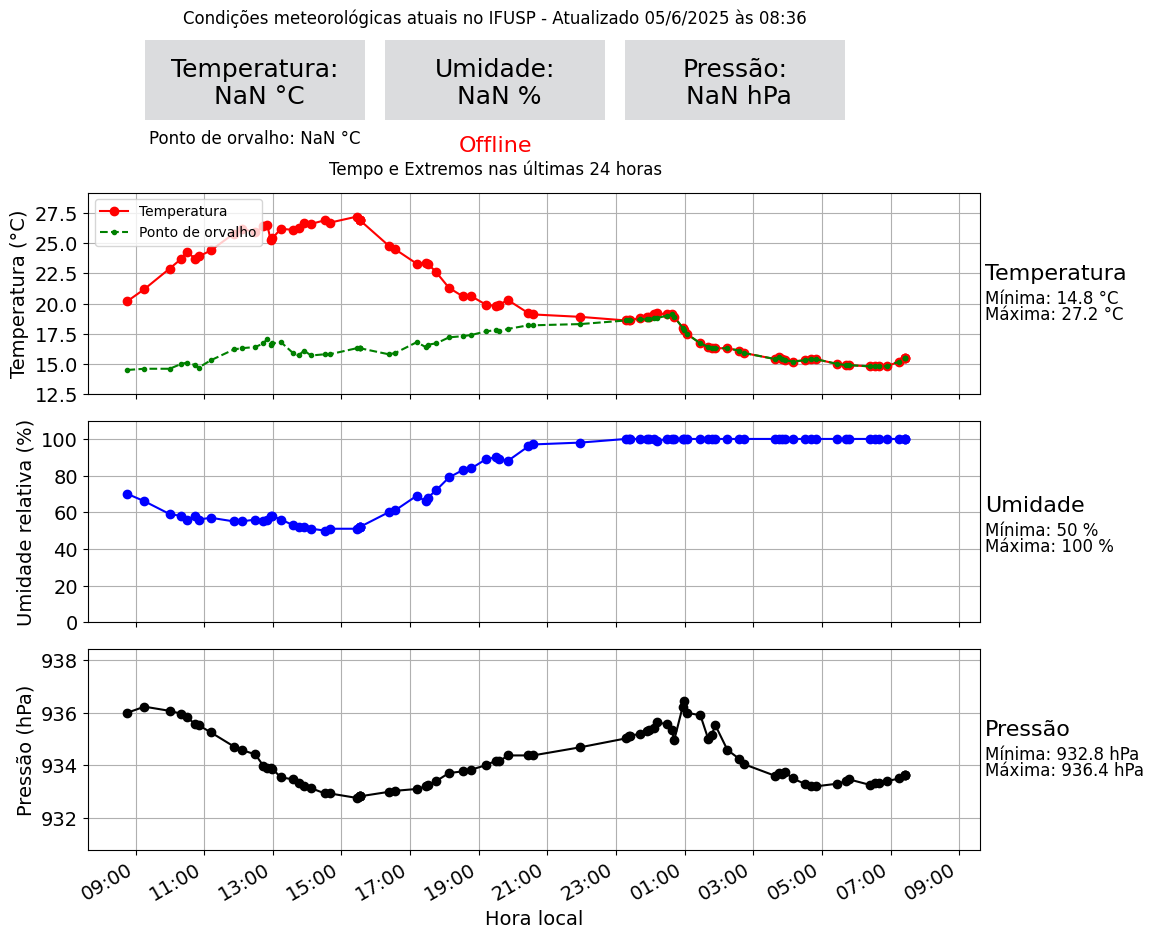 Condições meteorológicas atuais no IFUSP - Atualizado 05/6/2025 às 08:36
Temperatura:
NaN °C
Umidade:
NaN %
Pressão:
NaN hPa
Ponto de orvalho: NaN °C
Offline
Tempo e Extremos nas últimas 24 horas
Temperatura (°C)
27.5
25.0
22.5
20.0
17.5
15.0
12.5
Temperatura
Ponto de orvalho
Temperatura
Mínima: 14.8 °C
Máxima: 27.2 °C
Umidade relativa (%)
100
80
60
40
20
0
Umidade
Mínima: 50 %
Máxima: 100 %
Pressão (hPa)
938
936
934
932
Pressão
Mínima: 932.8 hPa
Máxima: 936.4 hPa
09:00 11:00 13:00 15:00 17:00 19:00 21:00 23:00 01:00 03:00 05:00 07:00 09:00
Hora local